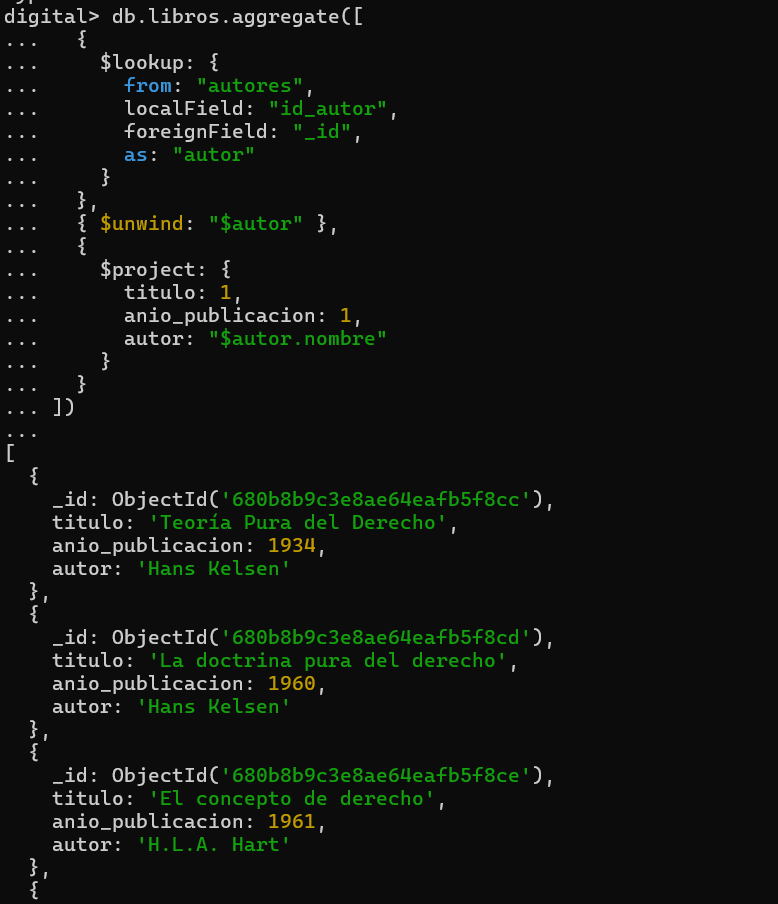 digital> db.libros.aggregate([
...   {
...     $lookup: {
...       from: "autores",
...       localField: "id_autor",
...       foreignField: "_id",
...       as: "autor"
...     }
...   },
...   { $unwind: "$autor" },
...   {
...     $project: {
...       titulo: 1,
...       anio_publicacion: 1,
...       autor: "$autor.nombre"
...     }
...   }
... ])
...
[
  {
    _id: ObjectId('680b8b9c3e8ae64eafb5f8cc'),
    titulo: 'Teoría Pura del Derecho',
    anio_publicacion: 1934,
    autor: 'Hans Kelsen'
  },
  {
    _id: ObjectId('680b8b9c3e8ae64eafb5f8cd'),
    titulo: 'La doctrina pura del derecho',
    anio_publicacion: 1960,
    autor: 'Hans Kelsen'
  },
  {
    _id: ObjectId('680b8b9c3e8ae64eafb5f8ce'),
    titulo: 'El concepto de derecho',
    anio_publicacion: 1961,
    autor: 'H.L.A. Hart'
  },
  {